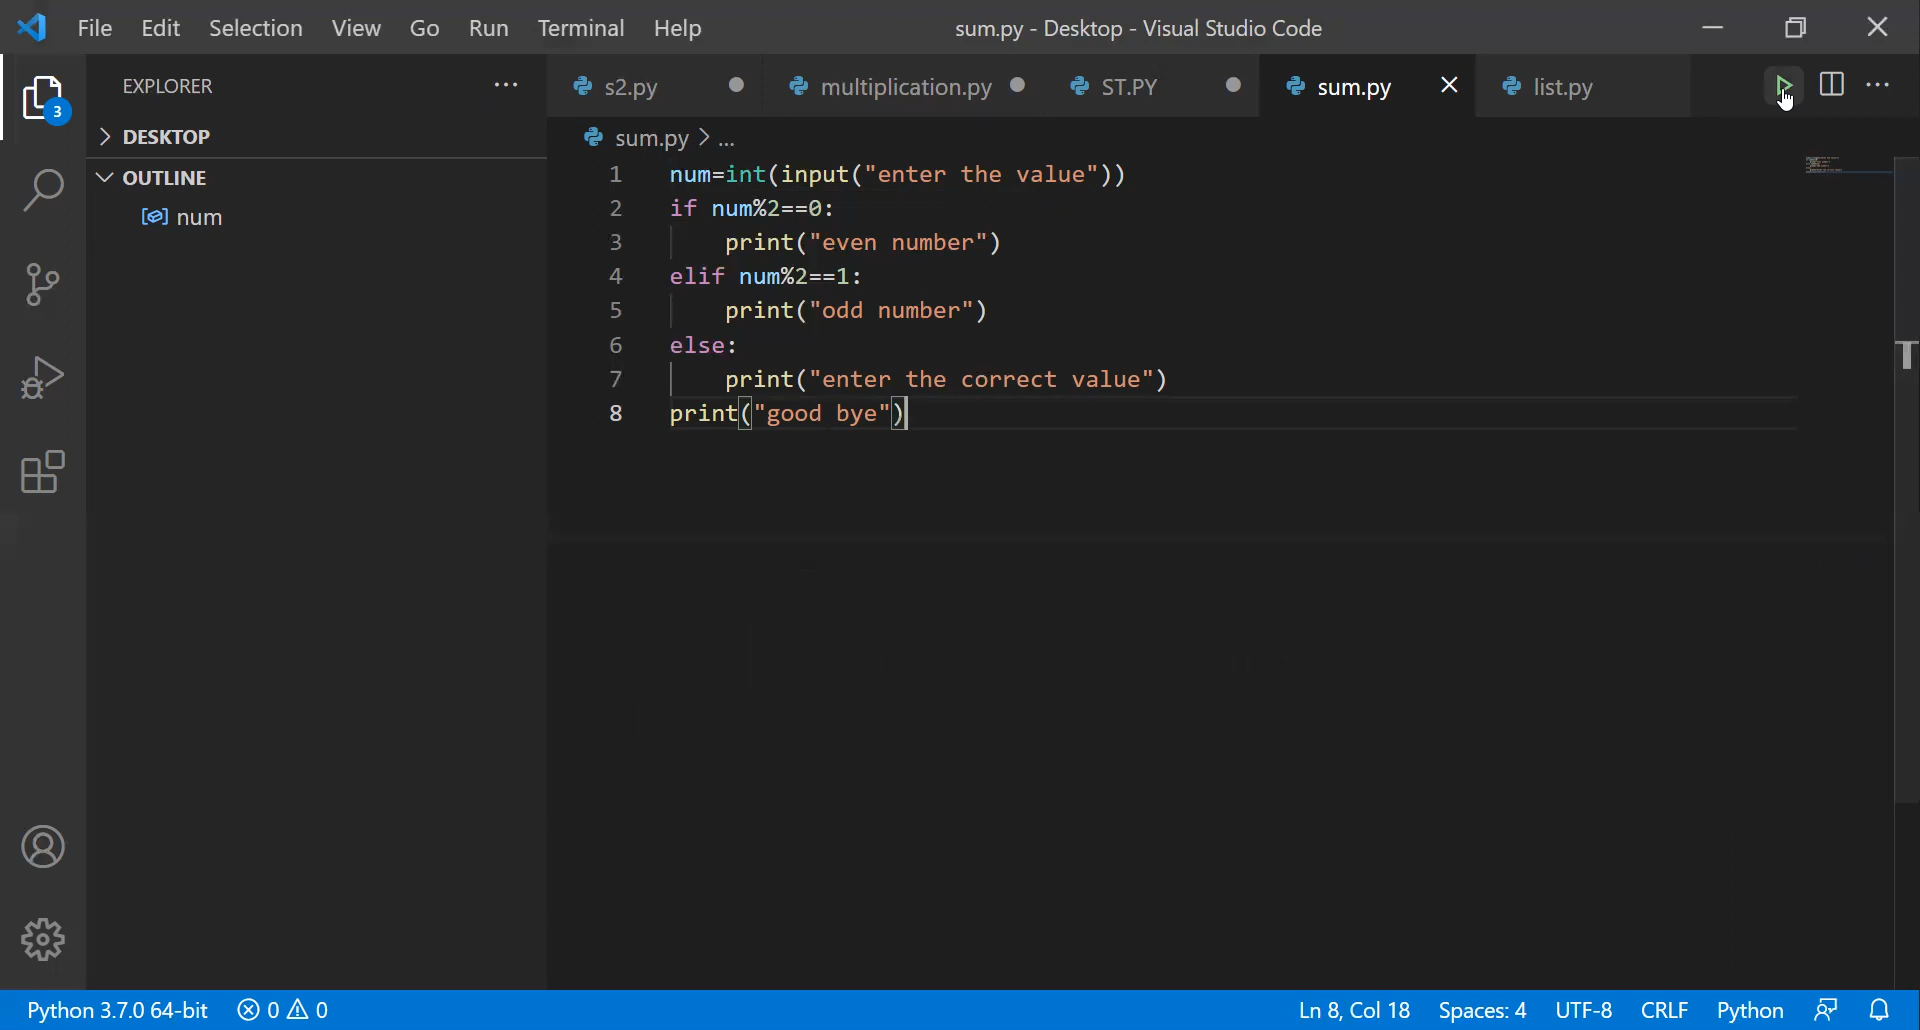 File Edit Selection View Go Run Terminal Help sum.py - Desktop - Visual Studio Code
EXPLORER ... s2.py multiplication.py ST.PY sum.py list.py ...
3
DESKTOP
OUTLINE
num
sum.py > ...
1 num=int(input("enter the value"))
2 if num%2==0:
3     print("even number")
4 elif num%2==1:
5     print("odd number")
6 else:
7     print("enter the correct value")
8 print("good bye")
Python 3.7.0 64-bit 0 0 Ln 8, Col 18 Spaces: 4 UTF-8 CRLF Python